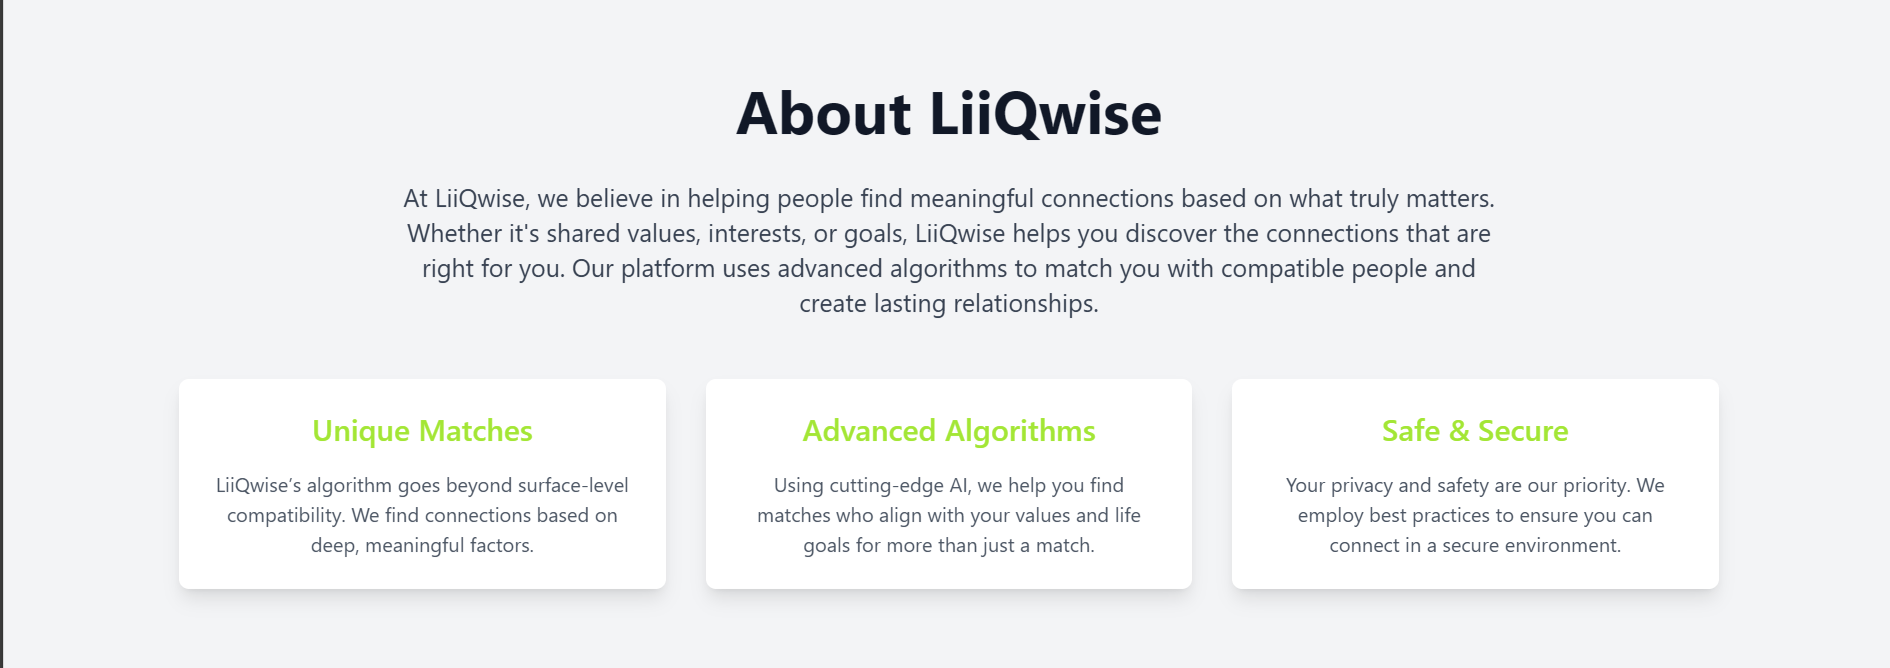 About LiiQwise
At LiiQwise, we believe in helping people find meaningful connections based on what truly matters.
Whether it's shared values, interests, or goals, LiiQwise helps you discover the connections that are
right for you. Our platform uses advanced algorithms to match you with compatible people and
create lasting relationships.
Unique Matches
LiiQwise’s algorithm goes beyond surface-level
compatibility. We find connections based on
deep, meaningful factors.
Advanced Algorithms
Using cutting-edge AI, we help you find
matches who align with your values and life
goals for more than just a match.
Safe & Secure
Your privacy and safety are our priority. We
employ best practices to ensure you can
connect in a secure environment.